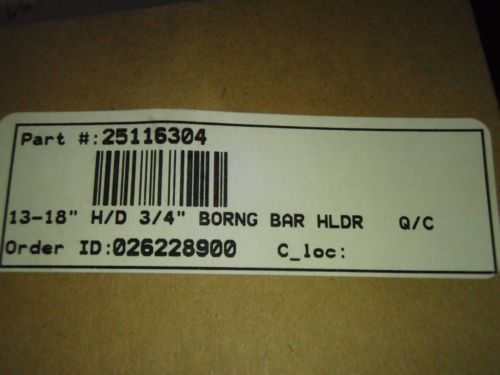 Part #:25116304
13-18" H/D 3/4" BORNG BAR HLDR Q/C
Order ID:026228900 C_loc: